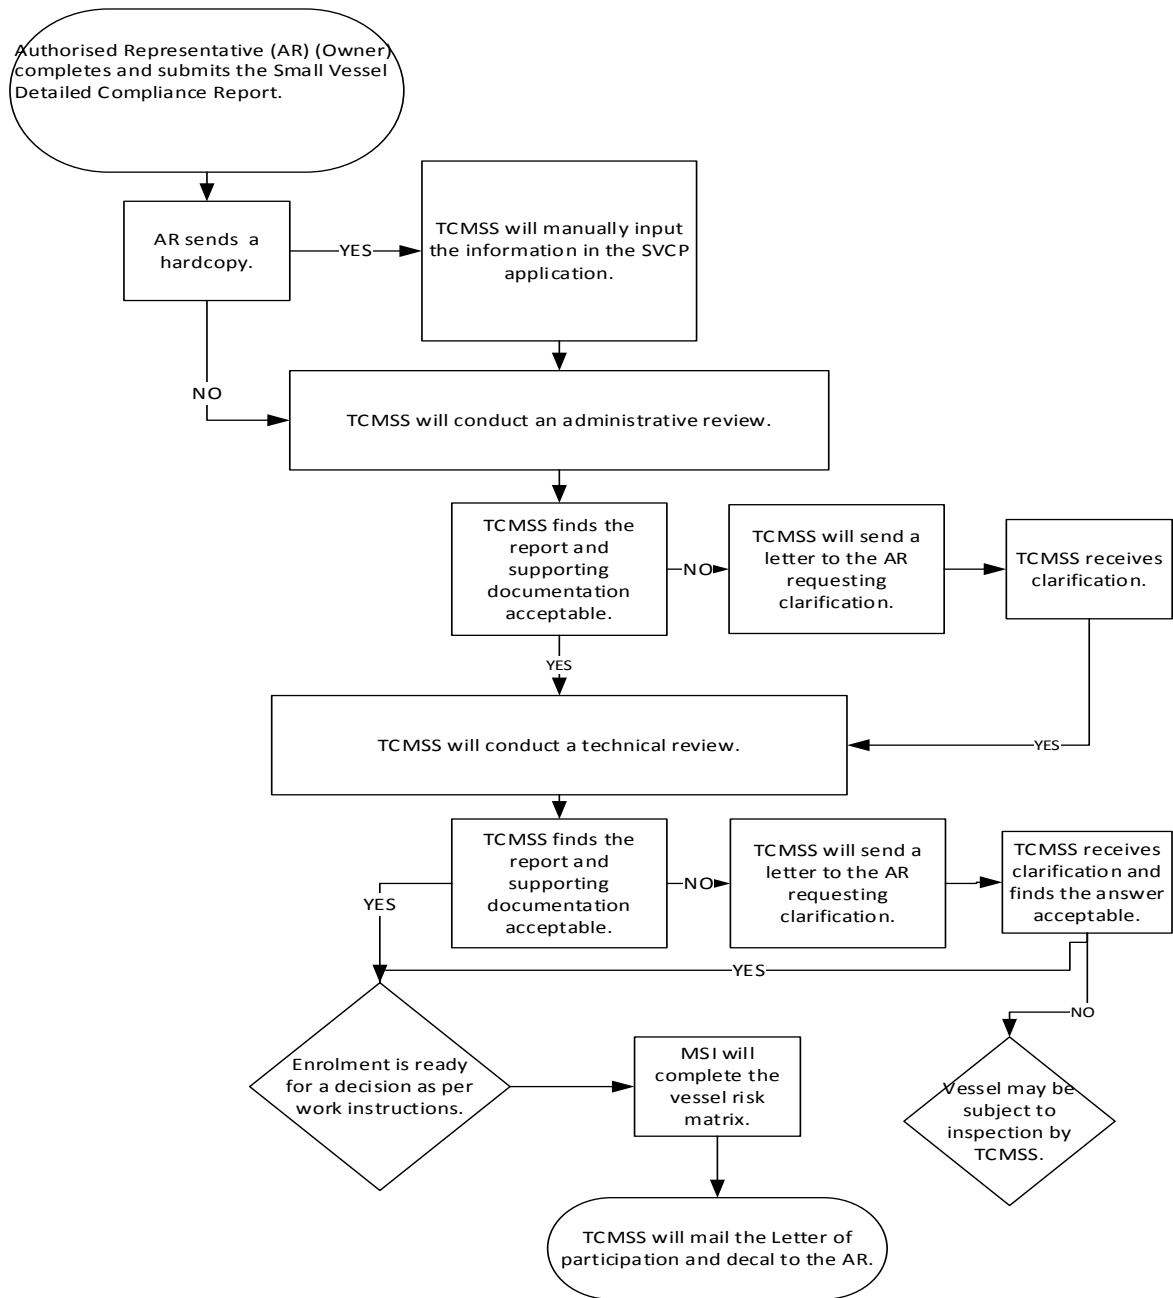 Authorised Representative (AR) (Owner)
completes and submits the Small Vessel
Detailed Compliance Report.
AR sends a
hardcopy.
YES
TCMSS will manually input
the information in the SVCP
application.
NO
TCMSS will conduct an administrative review.
TCMSS finds the
report and
supporting
documentation
acceptable.
NO
TCMSS will send a
letter to the AR
requesting
clarification.
TCMSS receives
clarification.
YES
TCMSS will conduct a technical review.
YES
TCMSS finds the
report and
supporting
documentation
acceptable.
NO
TCMSS will send a
letter to the AR
requesting
clarification.
TCMSS receives
clarification and
finds the answer
acceptable.
YES
YES
NO
Enrolment is ready
for a decision as per
work instructions.
MSI will
complete the
vessel risk
matrix.
Vessel may be
subject to
inspection by
TCMSS.
TCMSS will mail the Letter of
participation and decal to the AR.